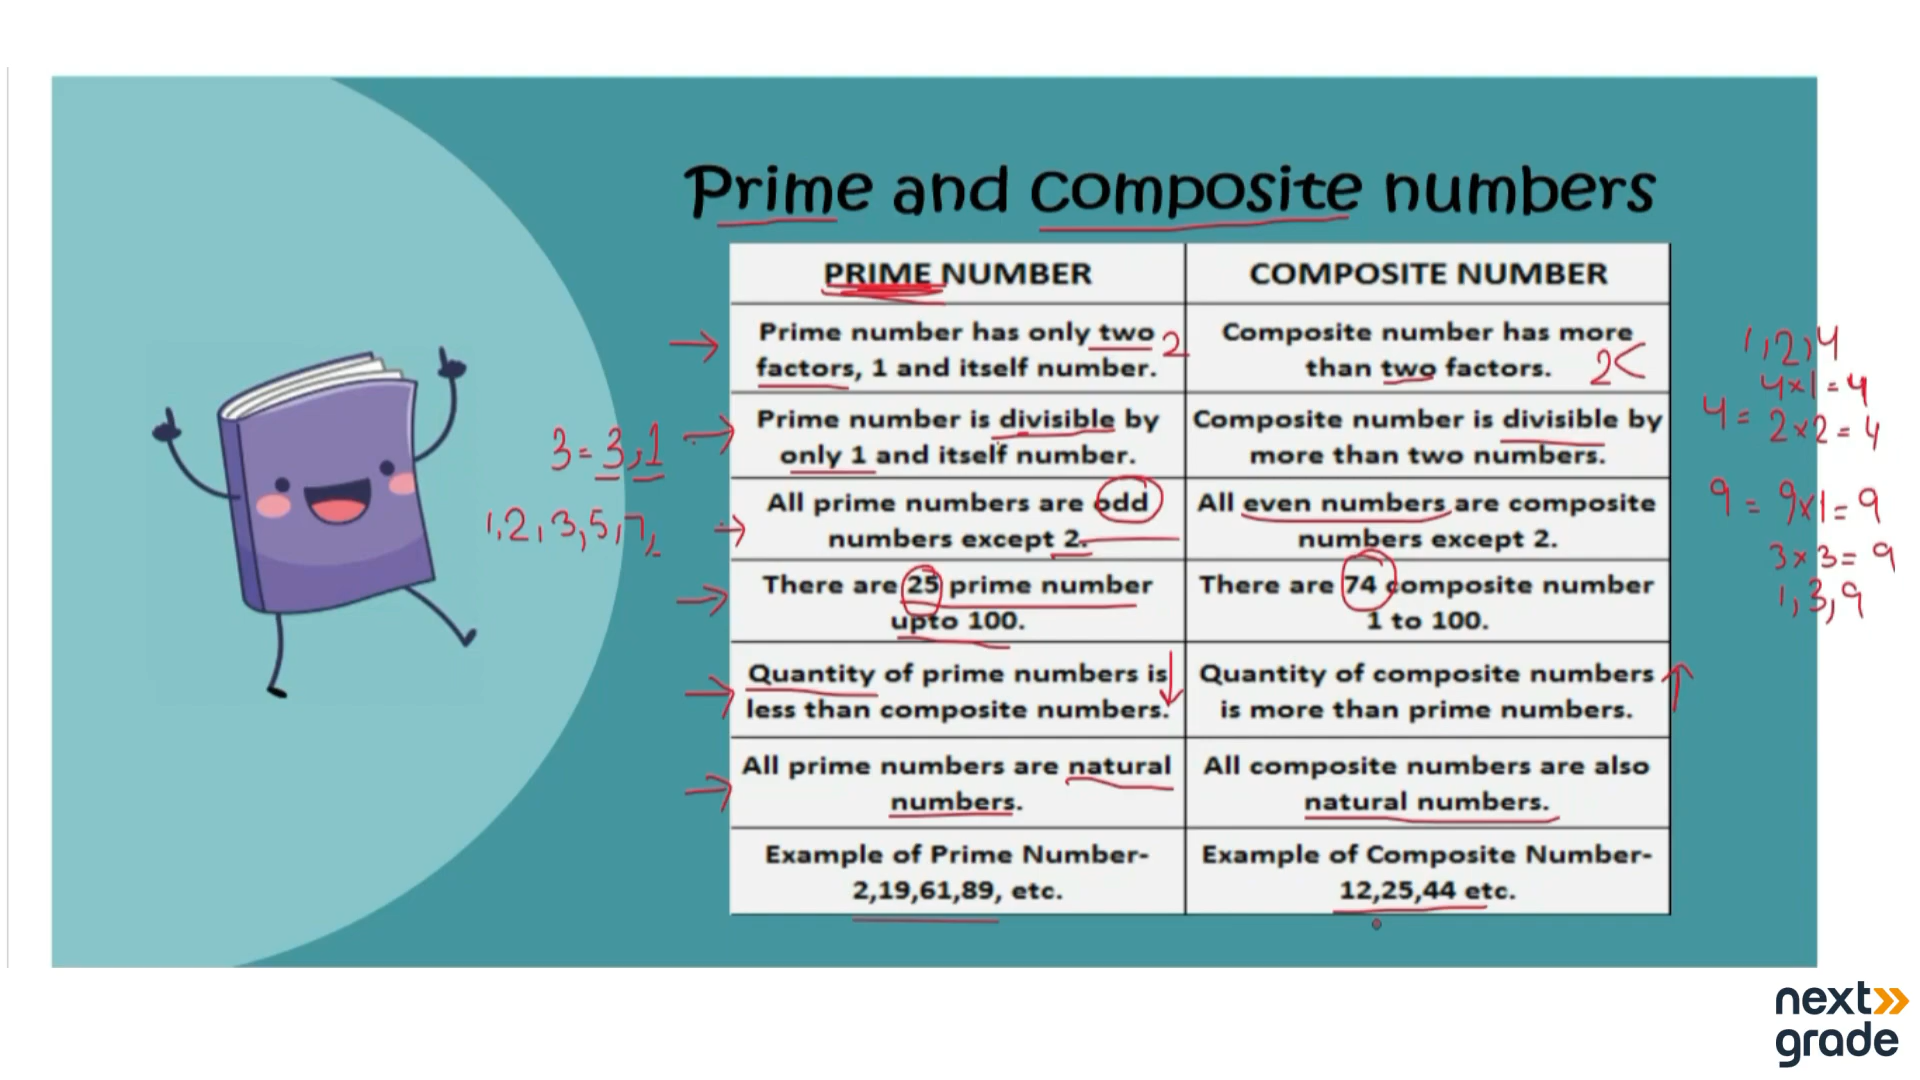 Prime and composite numbers
PRIME NUMBER
COMPOSITE NUMBER
Prime number has only two
factors, 1 and itself number.
2
Composite number has more
than two factors.
2<
Prime number is divisible by
only 1 and itself number.
Composite number is divisible by
more than two numbers.
All prime numbers are odd
numbers except 2.
All even numbers are composite
numbers except 2.
There are 25 prime number
upto 100.
There are 74 composite number
1 to 100.
Quantity of prime numbers is
less than composite numbers.
Quantity of composite numbers
is more than prime numbers.
All prime numbers are natural
numbers.
All composite numbers are also
natural numbers.
Example of Prime Number-
2,19,61,89, etc.
Example of Composite Number-
12,25,44 etc.
3=3,1
1,2,3,5,7,
1,2,4
4×1=4
4= 2×2=4
9= 9×1=9
3×3=9
1,3,9
next
grade